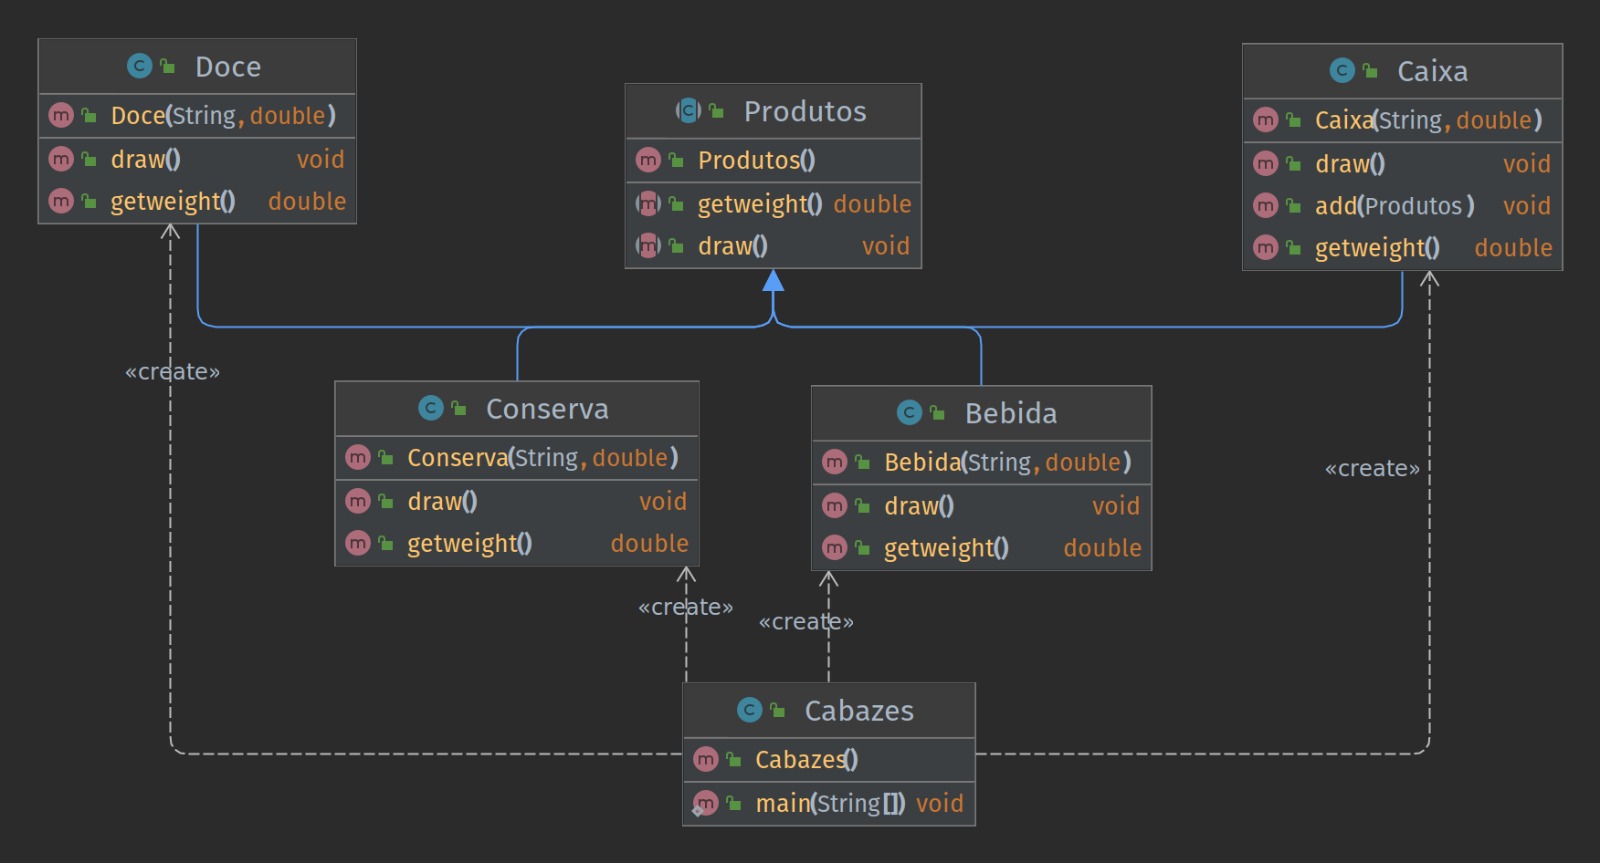 Doce
Doce(String, double)
draw() void
getweight() double
Produtos
Produtos()
getweight() double
draw() void
Caixa
Caixa(String, double)
draw() void
add(Produtos) void
getweight() double
«create»
Conserva
Conserva(String, double)
draw() void
getweight() double
Bebida
Bebida(String, double)
draw() void
getweight() double
«create»
«create»
«create»
Cabazes
Cabazes()
main(String[]) void